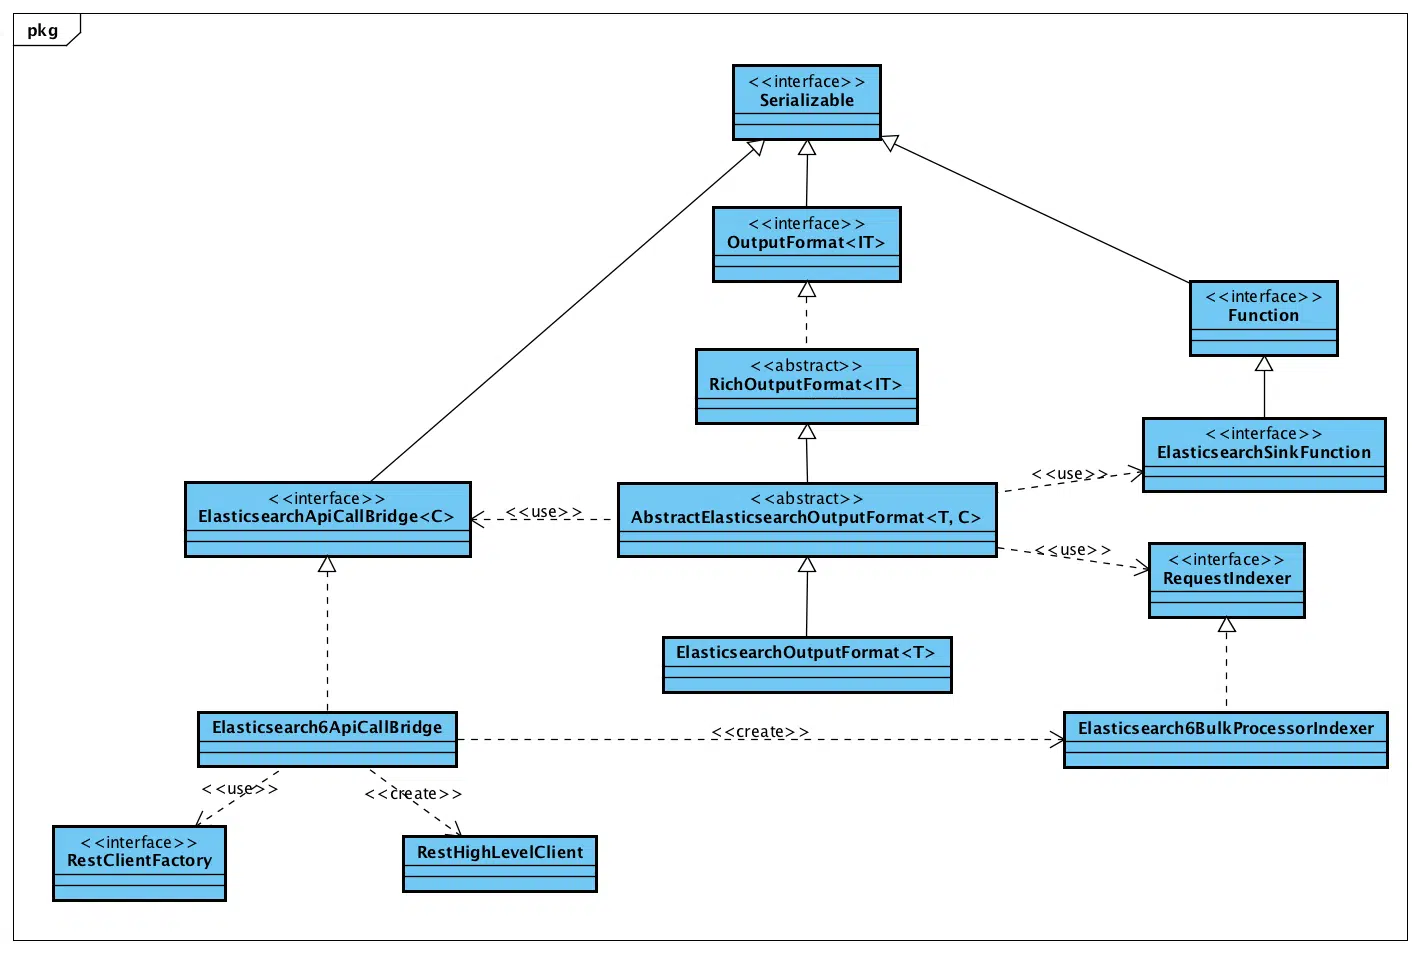 pkg
<<interface>>
Serializable
<<interface>>
OutputFormat<IT>
<<interface>>
Function
<<abstract>>
RichOutputFormat<IT>
<<interface>>
ElasticsearchSinkFunction
<<use>>
<<interface>>
ElasticsearchApiCallBridge<C>
<<use>>
<<abstract>>
AbstractElasticsearchOutputFormat<T, C>
<<use>>
<<interface>>
RequestIndexer
ElasticsearchOutputFormat<T>
Elasticsearch6ApiCallBridge
<<create>>
Elasticsearch6BulkProcessorIndexer
<<use>>
<<create>>
<<interface>>
RestClientFactory
RestHighLevelClient